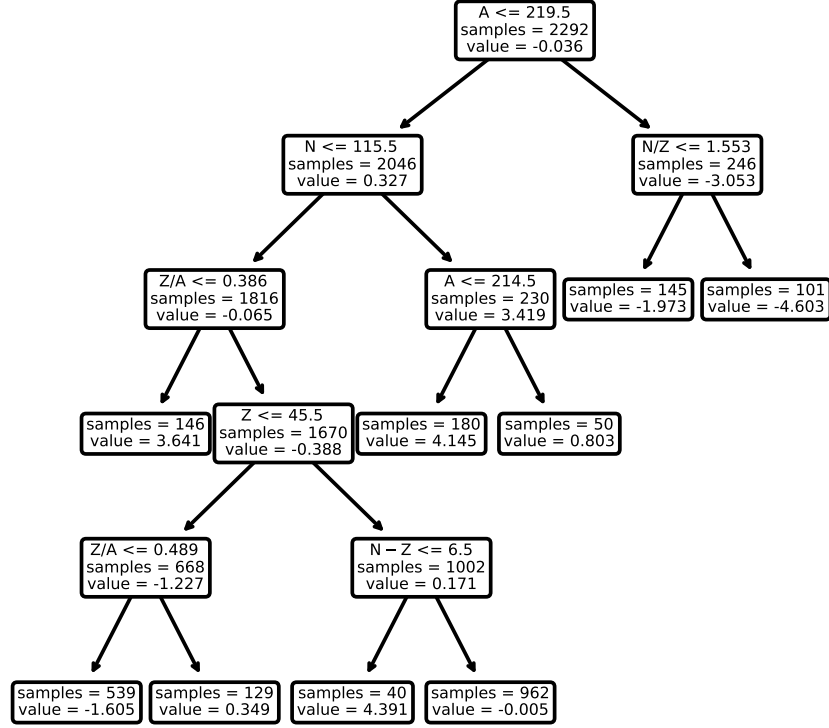 A <= 219.5
samples = 2292
value = -0.036
N <= 115.5
samples = 2046
value = 0.327
N/Z <= 1.553
samples = 246
value = -3.053
Z/A <= 0.386
samples = 1816
value = -0.065
A <= 214.5
samples = 230
value = 3.419
samples = 145
value = -1.973
samples = 101
value = -4.603
samples = 146
value = 3.641
Z <= 45.5
samples = 1670
value = -0.388
samples = 180
value = 4.145
samples = 50
value = 0.803
Z/A <= 0.489
samples = 668
value = -1.227
N − Z <= 6.5
samples = 1002
value = 0.171
samples = 539
value = -1.605
samples = 129
value = 0.349
samples = 40
value = 4.391
samples = 962
value = -0.005